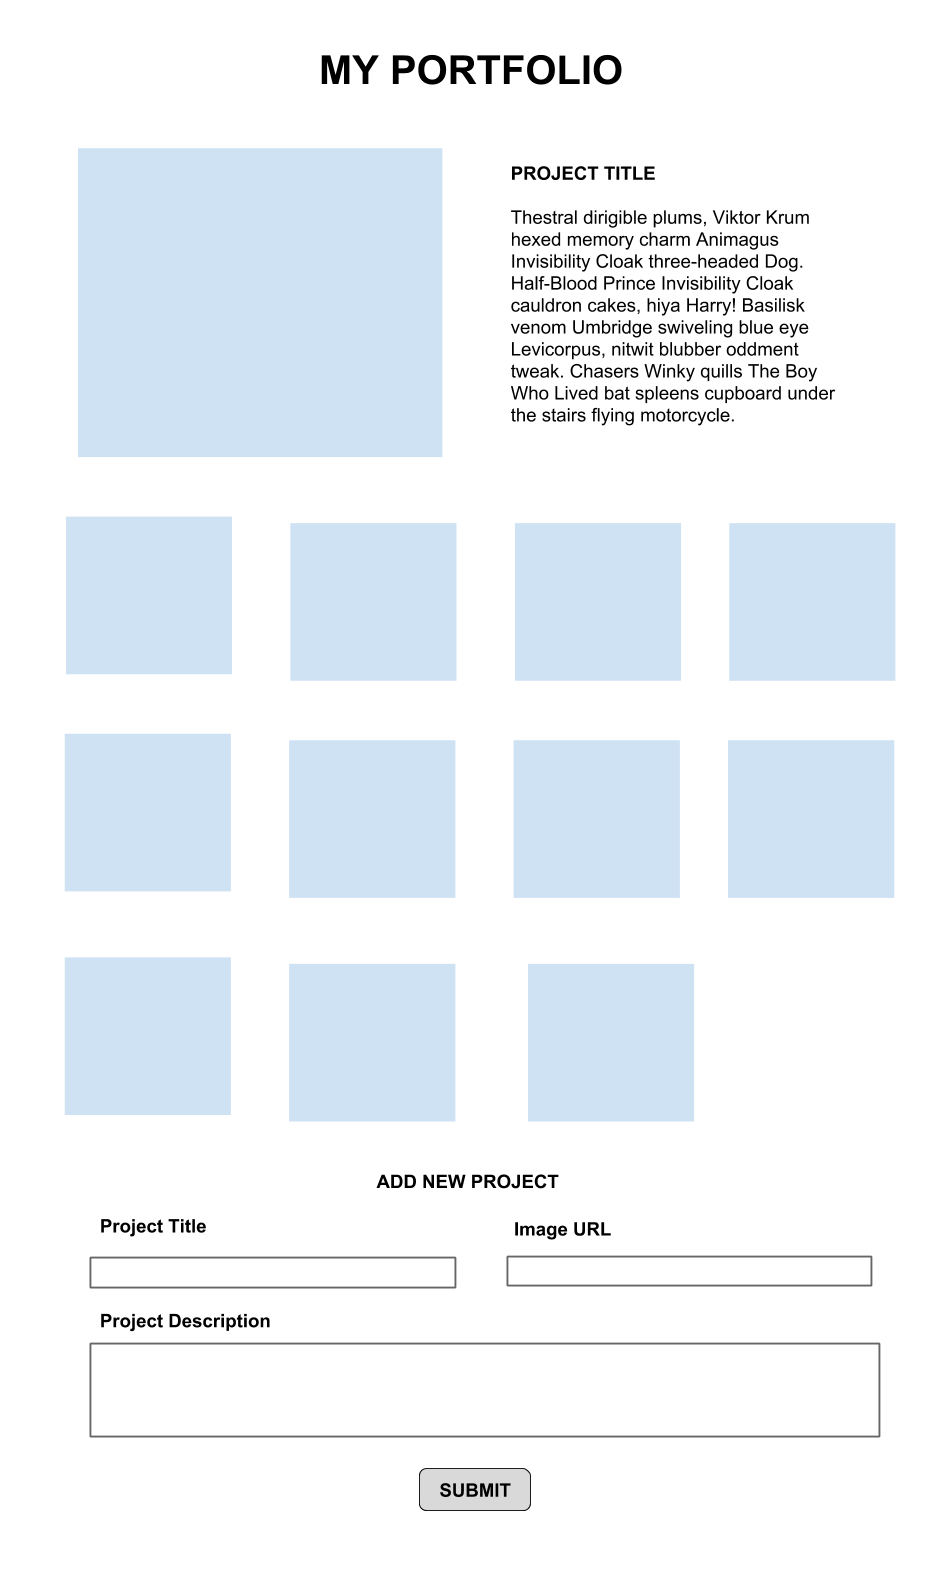 MY PORTFOLIO
PROJECT TITLE
Thestral dirigible plums, Viktor Krum
hexed memory charm Animagus
Invisibility Cloak three-headed Dog.
Half-Blood Prince Invisibility Cloak
cauldron cakes, hiya Harry! Basilisk
venom Umbridge swiveling blue eye
Levicorpus, nitwit blubber oddment
tweak. Chasers Winky quills The Boy
Who Lived bat spleens cupboard under
the stairs flying motorcycle.
ADD NEW PROJECT
Project Title
Image URL
Project Description
SUBMIT